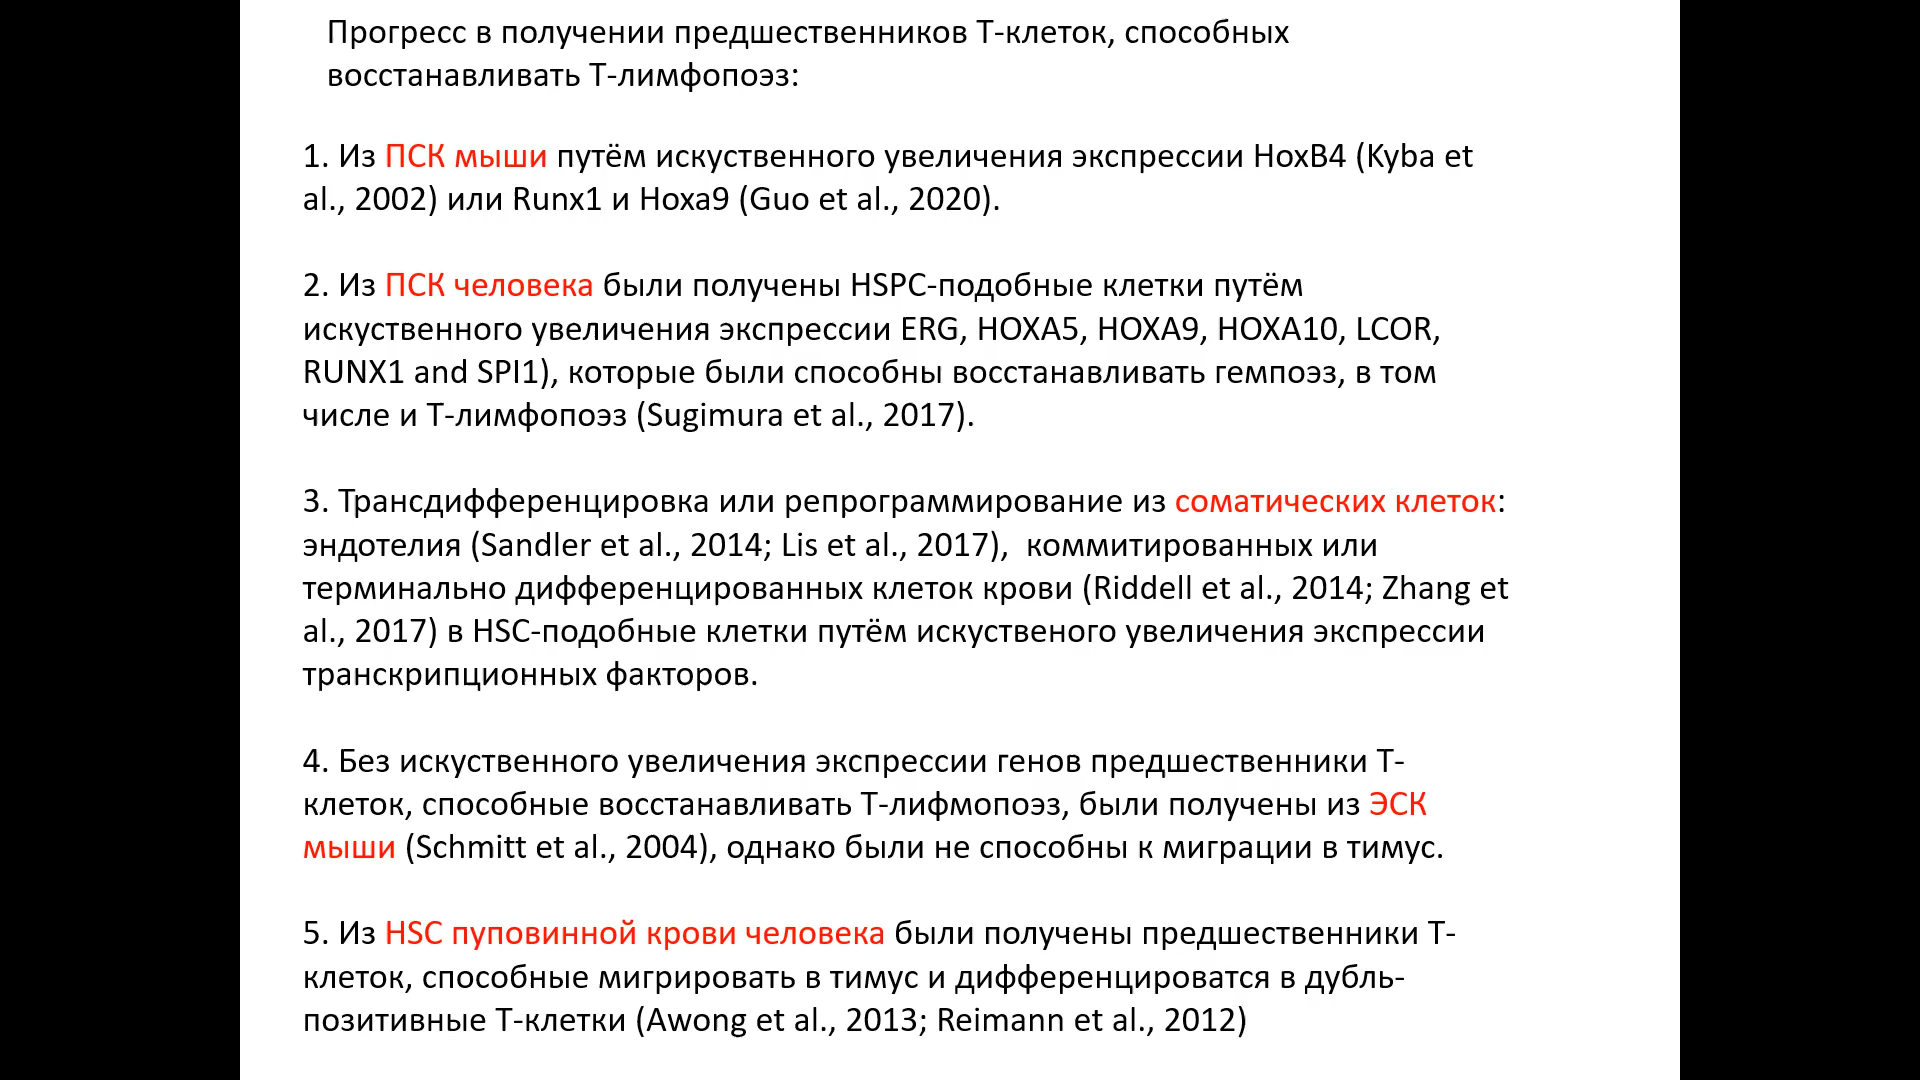 Прогресс в получении предшественников Т-клеток, способных
восстанавливать Т-лимфопоэз:
1. Из ПСК мыши путём искуственного увеличения экспрессии HoxB4 (Kyba et
al., 2002) или Runx1 и Hoxa9 (Guo et al., 2020).
2. Из ПСК человека были получены HSPC-подобные клетки путём
искуственного увеличения экспрессии ERG, HOXA5, HOXA9, HOXA10, LCOR,
RUNX1 and SPI1), которые были способны восстанавливать гемпоэз, в том
числе и Т-лимфопоэз (Sugimura et al., 2017).
3. Трансдифференцировка или репрограммирование из соматических клеток:
эндотелия (Sandler et al., 2014; Lis et al., 2017),  коммитированных или
терминально дифференцированных клеток крови (Riddell et al., 2014; Zhang et
al., 2017) в HSC-подобные клетки путём искуственого увеличения экспрессии
транскрипционных факторов.
4. Без искуственного увеличения экспрессии генов предшественники Т-
клеток, способные восстанавливать Т-лифмопоэз, были получены из ЭСК
мыши (Schmitt et al., 2004), однако были не способны к миграции в тимус.
5. Из HSC пуповинной крови человека были получены предшественники Т-
клеток, способные мигрировать в тимус и дифференцироватся в дубль-
позитивные Т-клетки (Awong et al., 2013; Reimann et al., 2012)